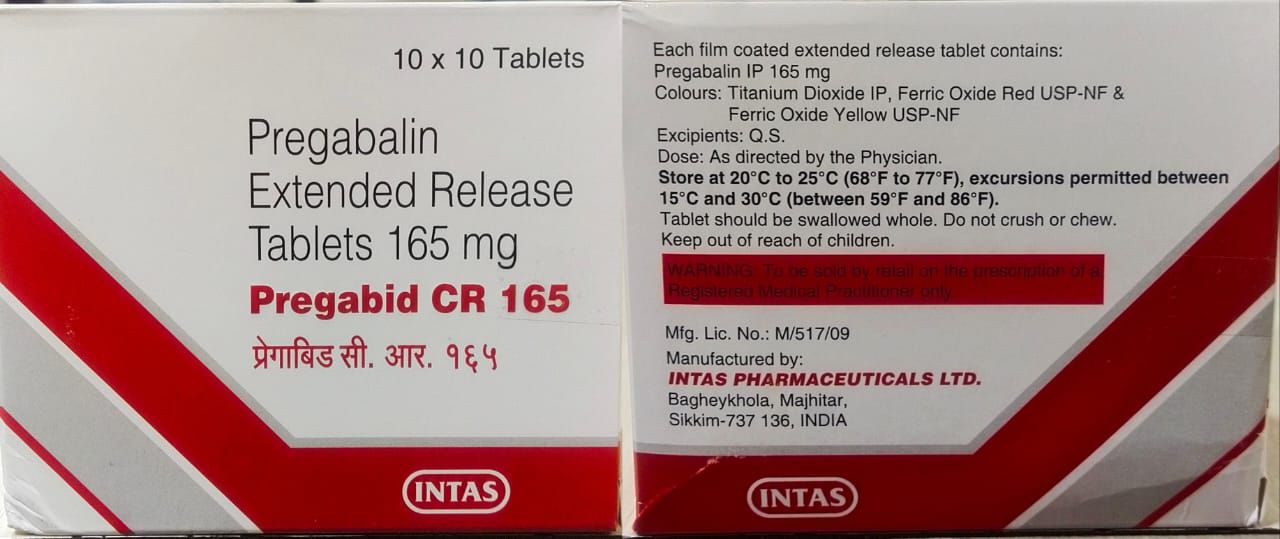 10 x 10 Tablets
Pregabalin
Extended Release
Tablets 165 mg
Pregabid CR 165
प्रेगाबिड सी. आर. १६५
INTAS
Each film coated extended release tablet contains:
Pregabalin IP 165 mg
Colours: Titanium Dioxide IP, Ferric Oxide Red USP-NF &
Ferric Oxide Yellow USP-NF
Excipients: Q.S.
Dose: As directed by the Physician.
Store at 20°C to 25°C (68°F to 77°F), excursions permitted between
15°C and 30°C (between 59°F and 86°F).
Tablet should be swallowed whole. Do not crush or chew.
Keep out of reach of children.
WARNING: To be sold by retail on the prescription of a
Registered Medical Practitioner only.
Mfg. Lic. No.: M/517/09
Manufactured by:
INTAS PHARMACEUTICALS LTD.
Bagheykhola, Majhitar,
Sikkim-737 136, INDIA
INTAS